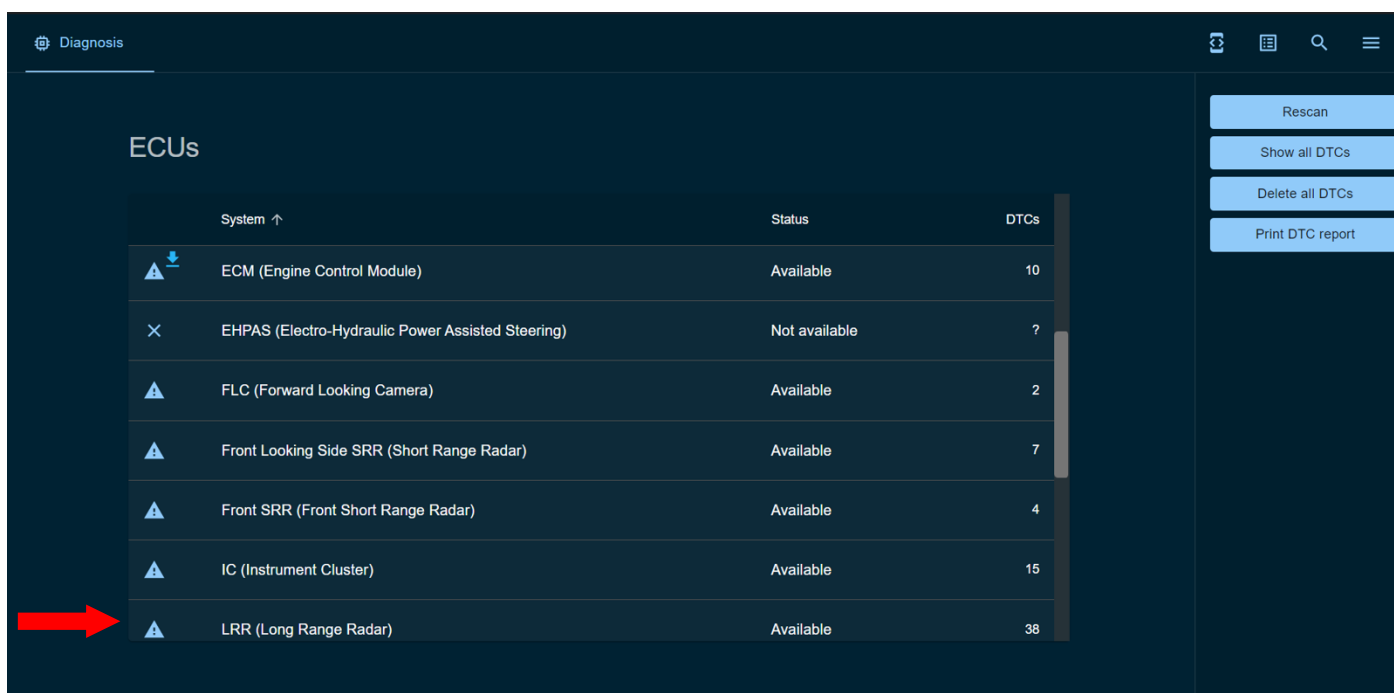 Diagnosis
ECUs
System Status DTCs
ECM (Engine Control Module) Available 10
EHPAS (Electro-Hydraulic Power Assisted Steering) Not available ?
FLC (Forward Looking Camera) Available 2
Front Looking Side SRR (Short Range Radar) Available 7
Front SRR (Front Short Range Radar) Available 4
IC (Instrument Cluster) Available 15
LRR (Long Range Radar) Available 38
Rescan
Show all DTCs
Delete all DTCs
Print DTC report